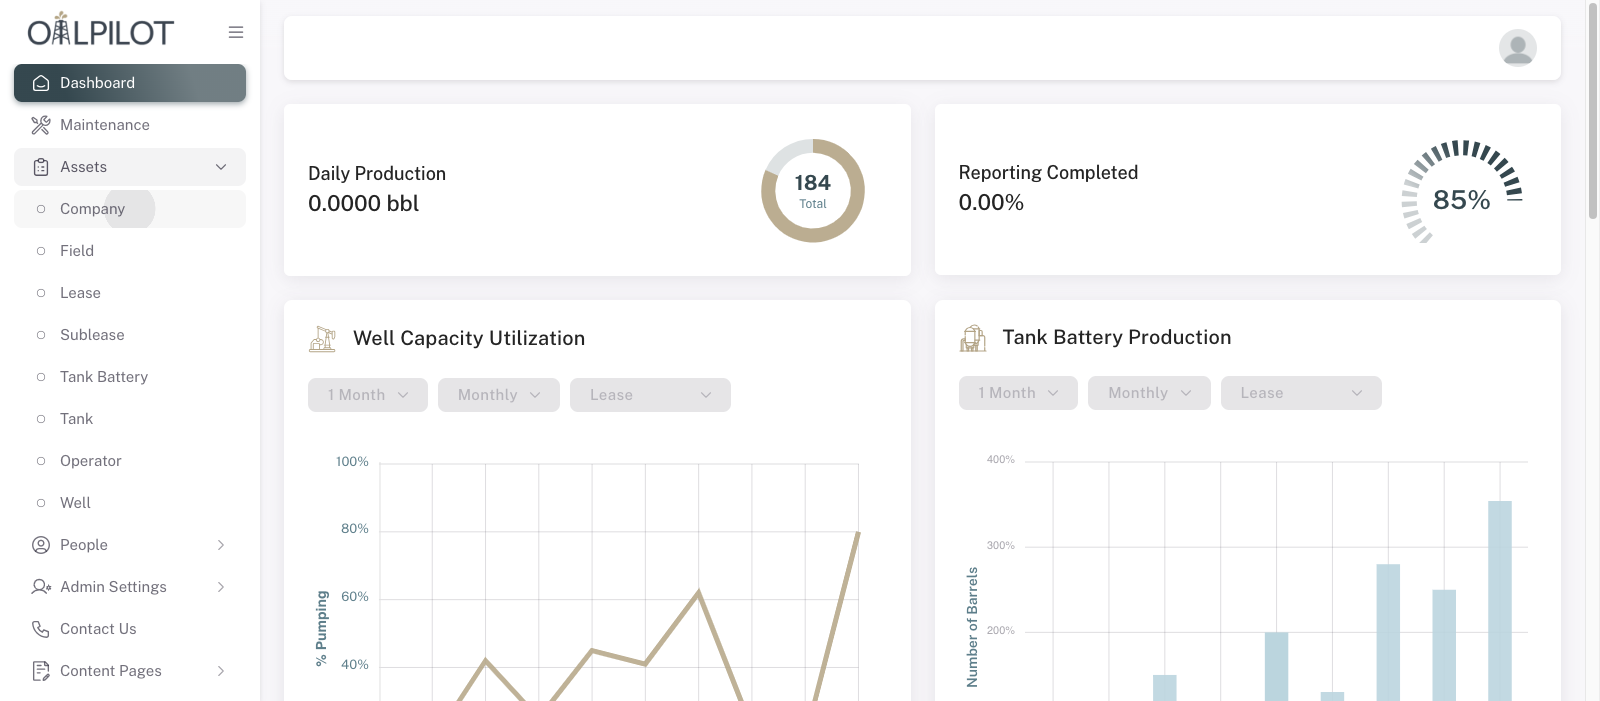 OILPILOT
Dashboard
Maintenance
Assets
Company
Field
Lease
Sublease
Tank Battery
Tank
Operator
Well
People
Admin Settings
Contact Us
Content Pages
Daily Production
0.0000 bbl
184
Total
Reporting Completed
0.00%
85%
Well Capacity Utilization
1 Month
Monthly
Lease
100%
80%
60%
40%
% Pumping
Tank Battery Production
1 Month
Monthly
Lease
400%
300%
200%
Number of Barrels